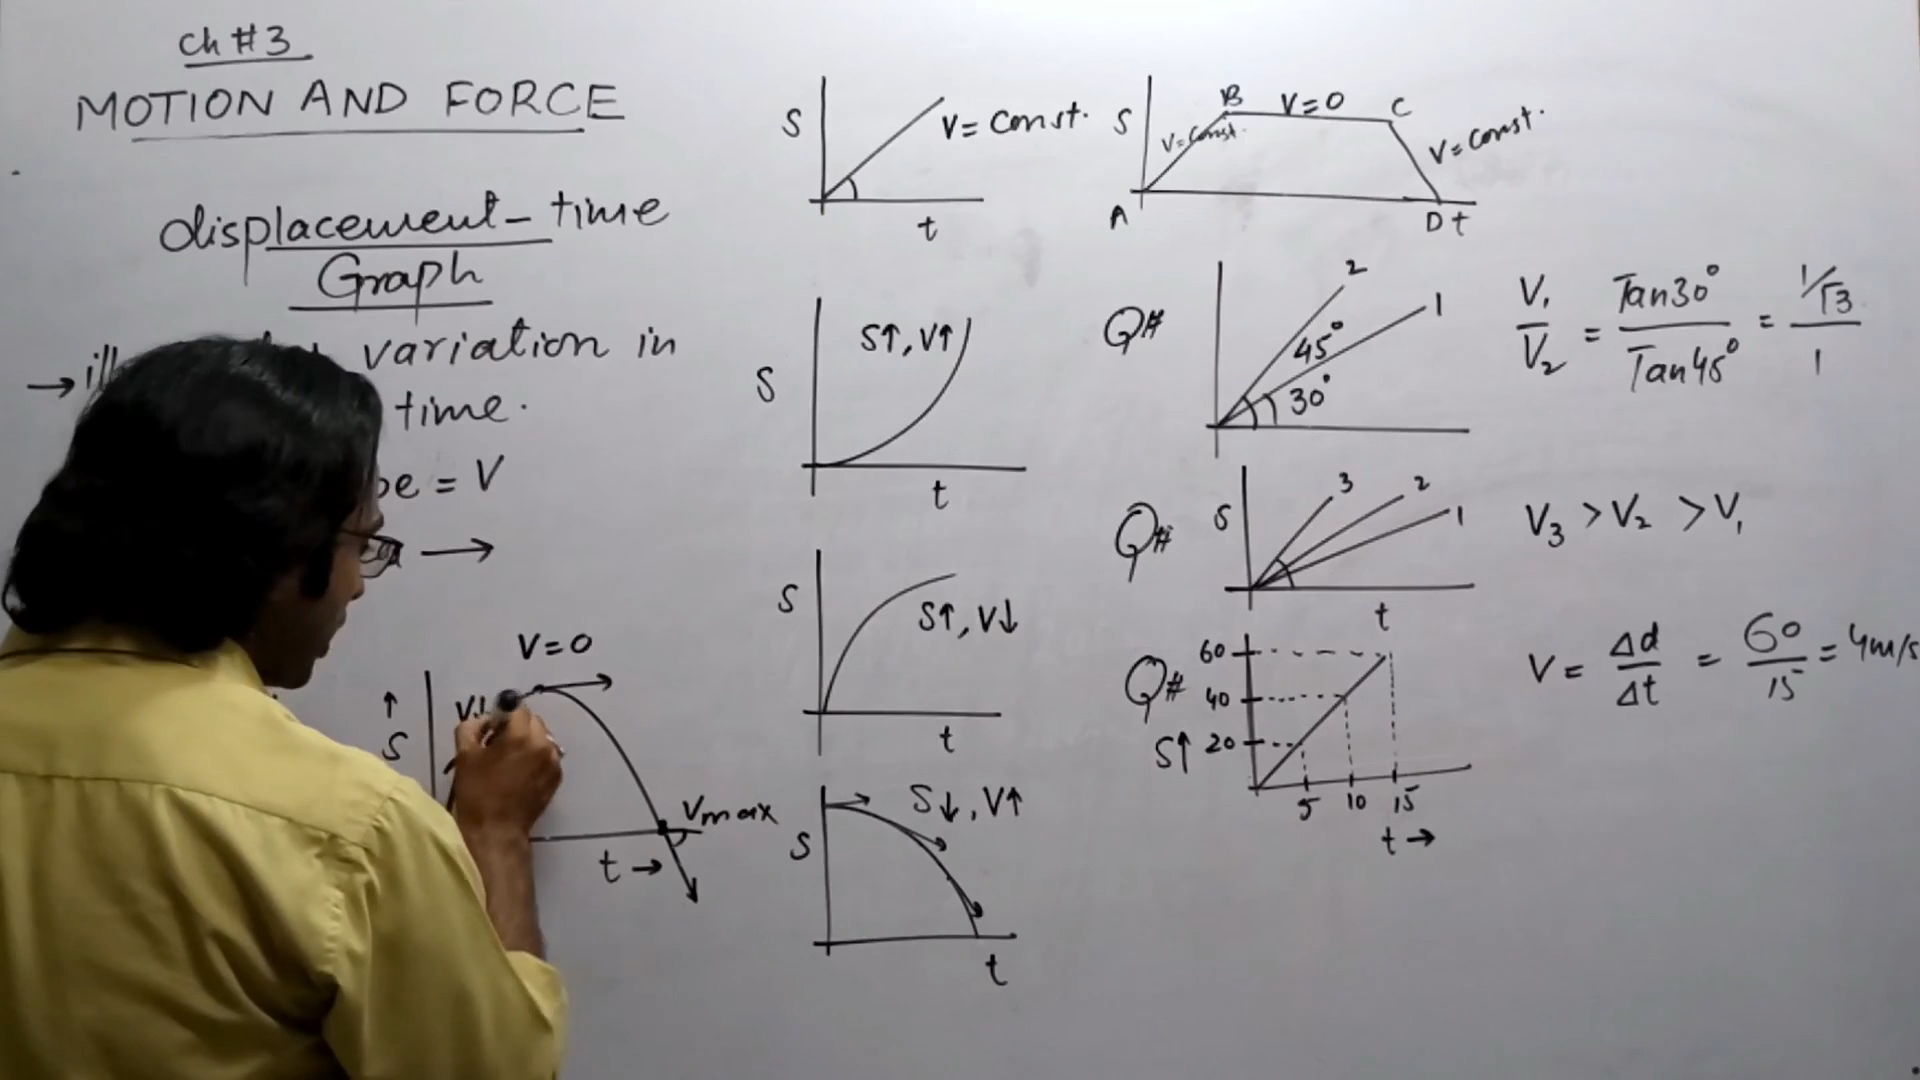 Ch # 3
MOTION AND FORCE
displacement-time
Graph
→ variation in
time.
= V
→
V=0
↑
S
Vmax
t →
S
V= Const.
t
S
S↑, V↑
t
S
S↑, V↓
t
S
S↓, V↑
t
S
B V=0 C
V=Const.
V=Const.
A D t
Q#
2
1
45°
30°
V₁/V₂ = Tan30°/Tan45° = 1/√3 / 1
Q#
S
3 2 1
t
V₃ > V₂ > V₁
Q#
60
40
S↑ 20
5 10 15
t →
V = Δd/Δt = 60/15 = 4m/s